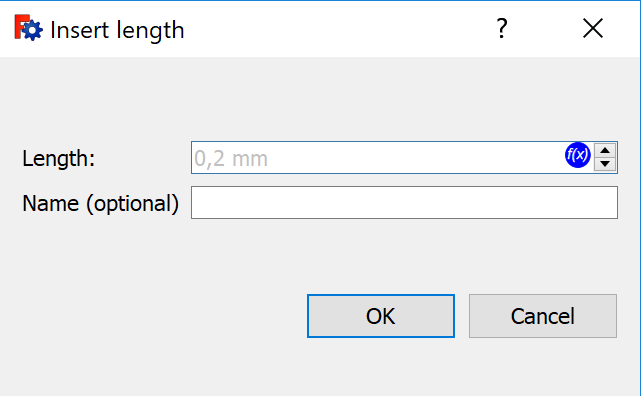 Insert length
?
Length:
0,2 mm
f(x)
Name (optional)
OK
Cancel